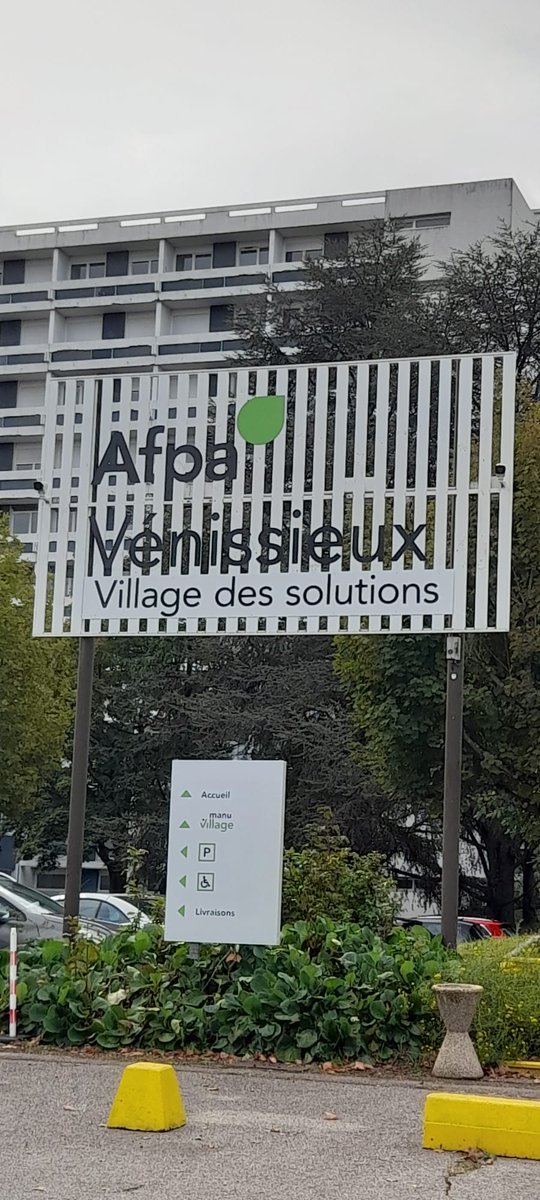 Afpa
Vénissieux
Village des solutions
Accueil
manu
village
P
Livraisons